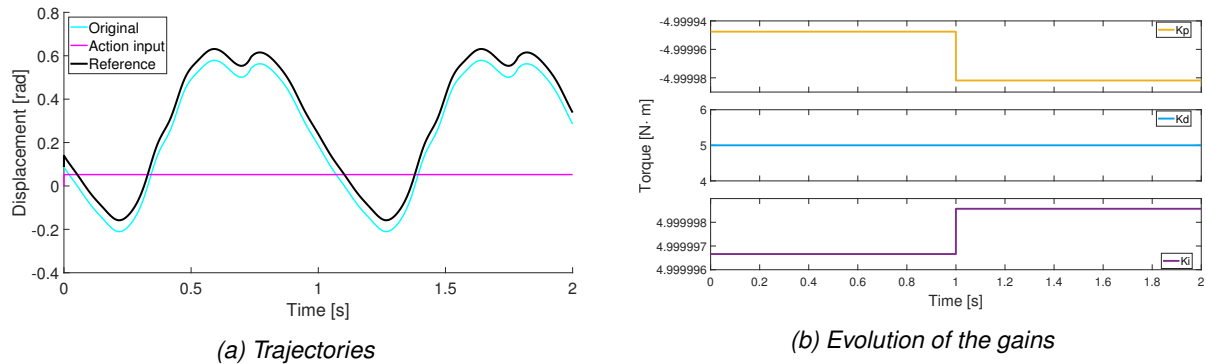 0.8
0.6
0.4
0.2
0
-0.2
-0.4
Displacement [rad]
Original
Action input
Reference
0 0.5 1 1.5 2
Time [s]
(a) Trajectories
-4.99994
-4.99996
-4.99998
Kp
Torque [N· m]
6
5
4
Kd
4.999998
4.999997
4.999996
Ki
0 0.2 0.4 0.6 0.8 1 1.2 1.4 1.6 1.8 2
Time [s]
(b) Evolution of the gains